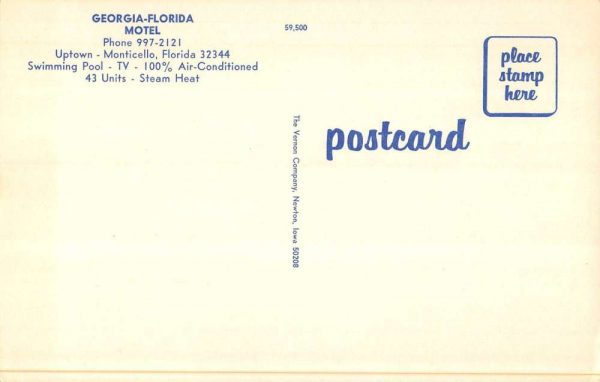 GEORGIA-FLORIDA
MOTEL
Phone 997-2121
Uptown - Monticello, Florida 32344
Swimming Pool - TV - 100% Air-Conditioned
43 Units - Steam Heat
59,500
The Vernon Company, Newton, Iowa 50208
postcard
place
stamp
here